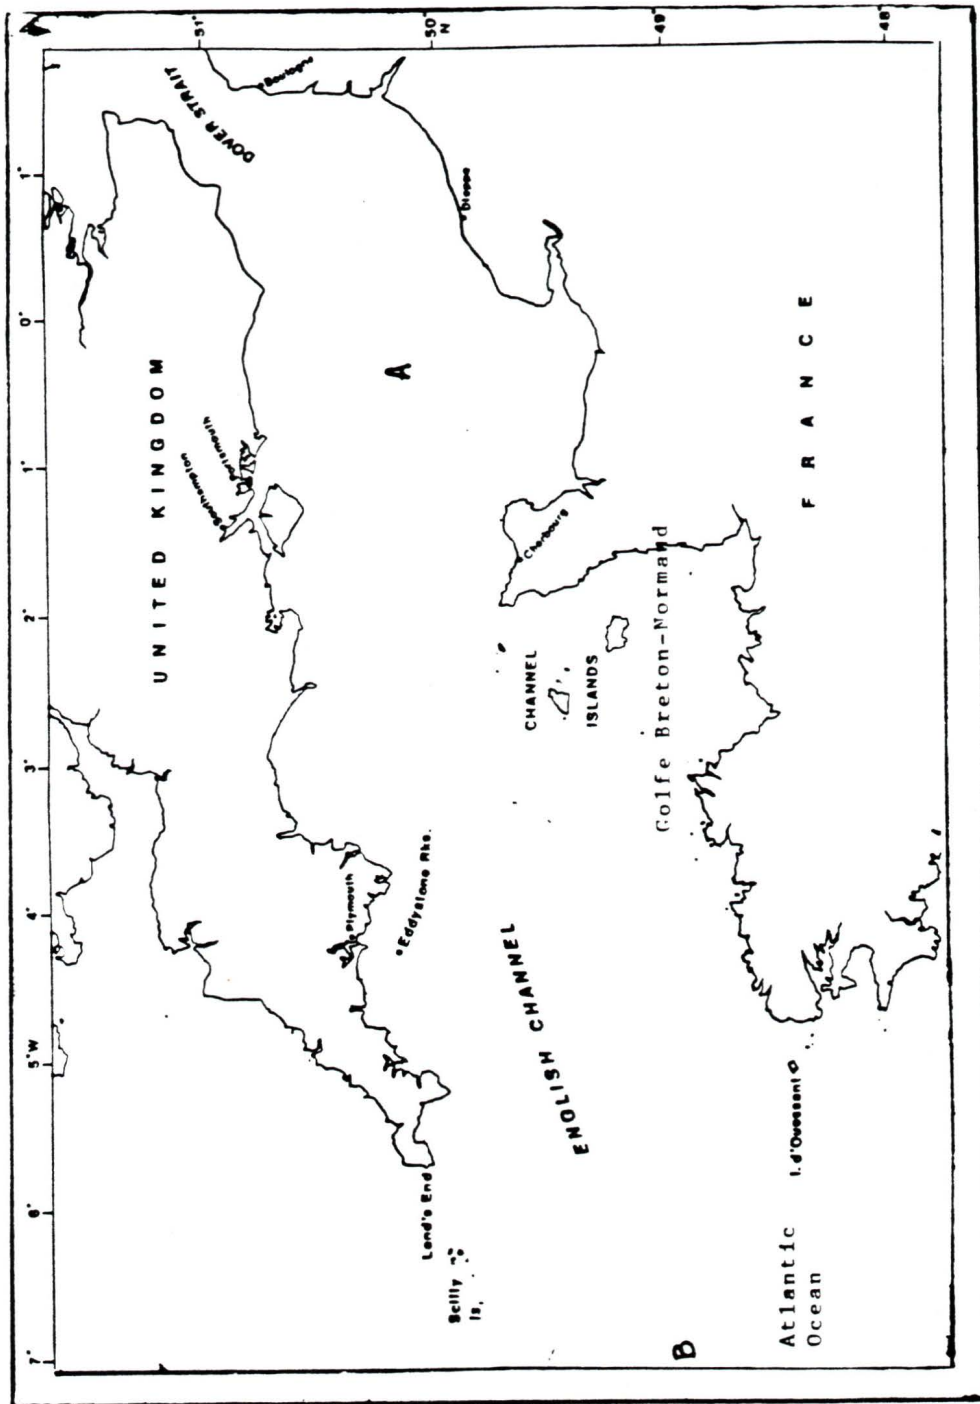 7°
6°
5°W
4°
3°
2°
1°
0°
1°
51°
50°
N
49°
48°
UNITED KINGDOM
DOVER STRAIT
Boulogne
Southampton
Portsmouth
Dieppe
A
Plymouth
Eddystone Rks.
Cherbourg
CHANNEL
ISLANDS
Land's End
Scilly
Is.
ENGLISH CHANNEL
Golfe Breton-Normand
FRANCE
B
I. d'Ouessant
Atlantic
Ocean